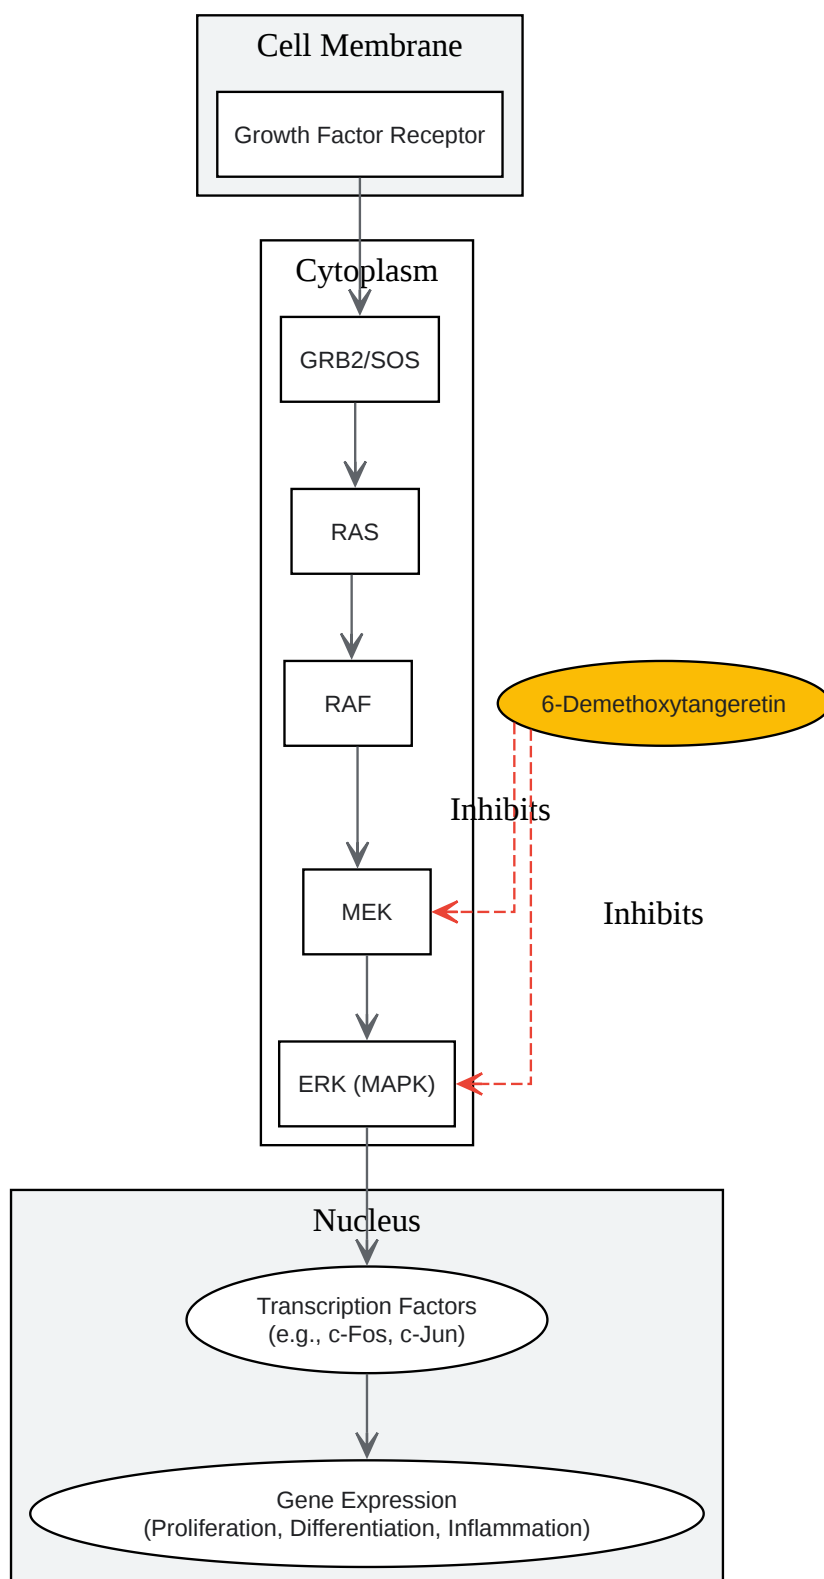 Cell Membrane
Growth Factor Receptor
Cytoplasm
GRB2/SOS
RAS
RAF
6-Demethoxytangeretin
Inhibits
MEK
Inhibits
ERK (MAPK)
Nucleus
Transcription Factors
(e.g., c-Fos, c-Jun)
Gene Expression
(Proliferation, Differentiation, Inflammation)